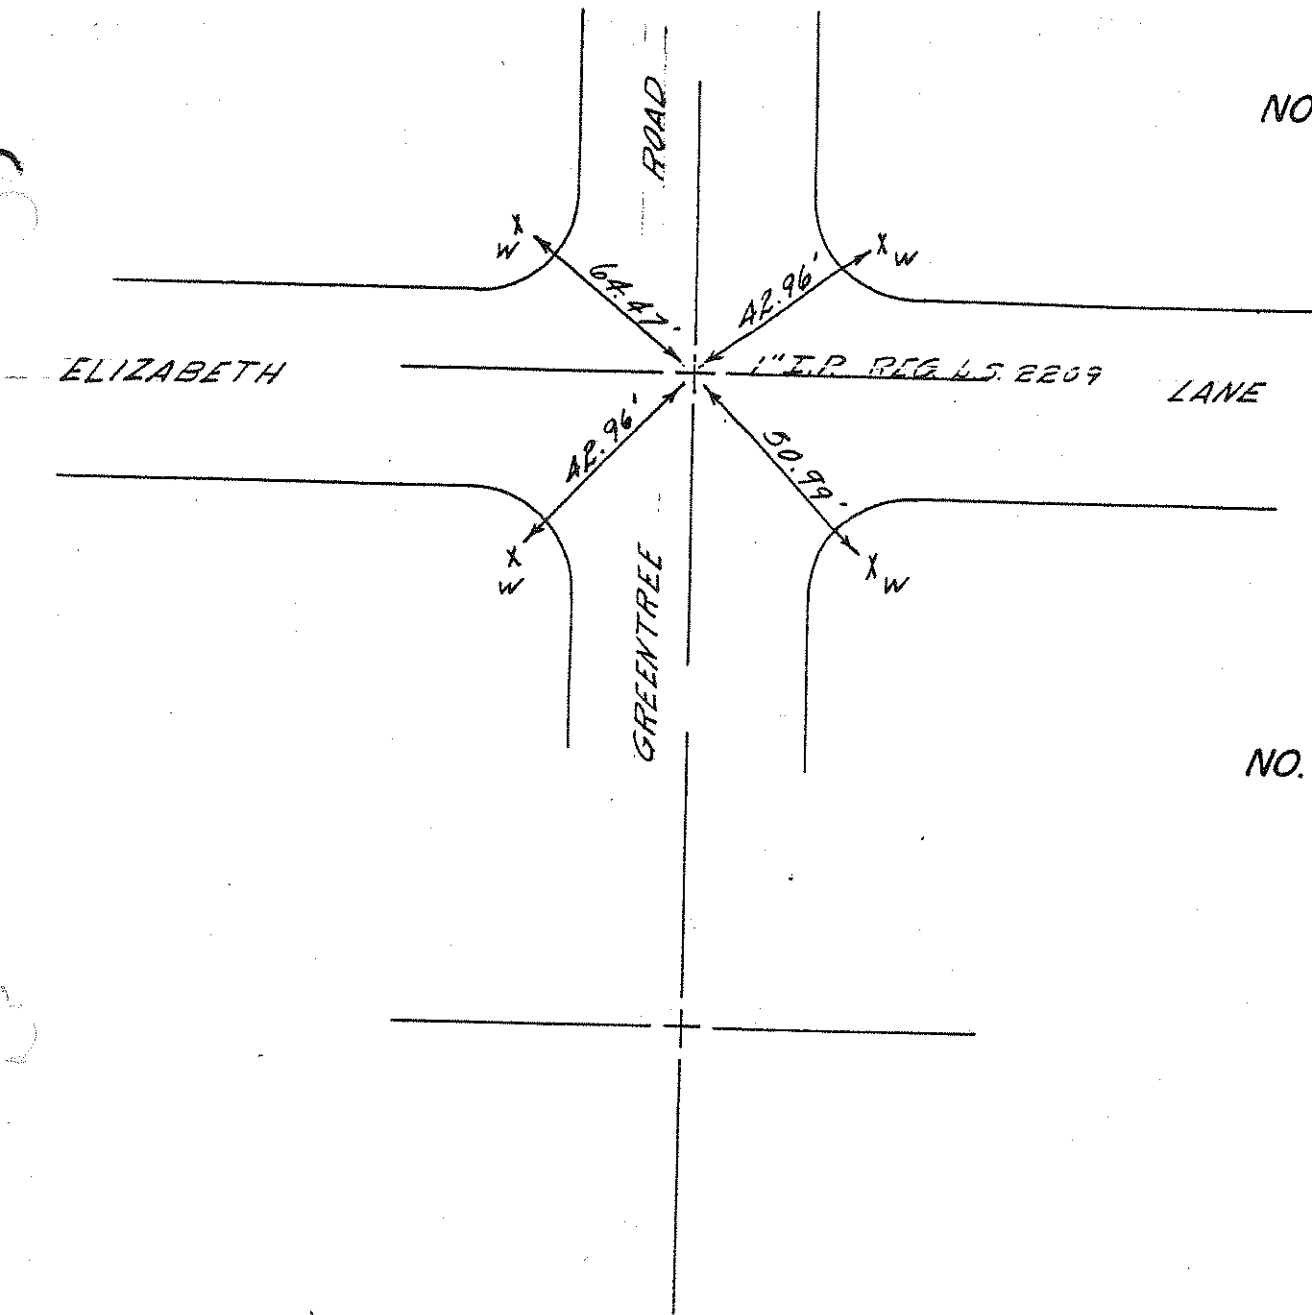 NO
ROAD
X
W
X
W
64.47'
42.96'
ELIZABETH
1" I.P. REG. L.S. 2209
LANE
42.96'
50.99'
X
W
X
W
GREENTREE
NO.